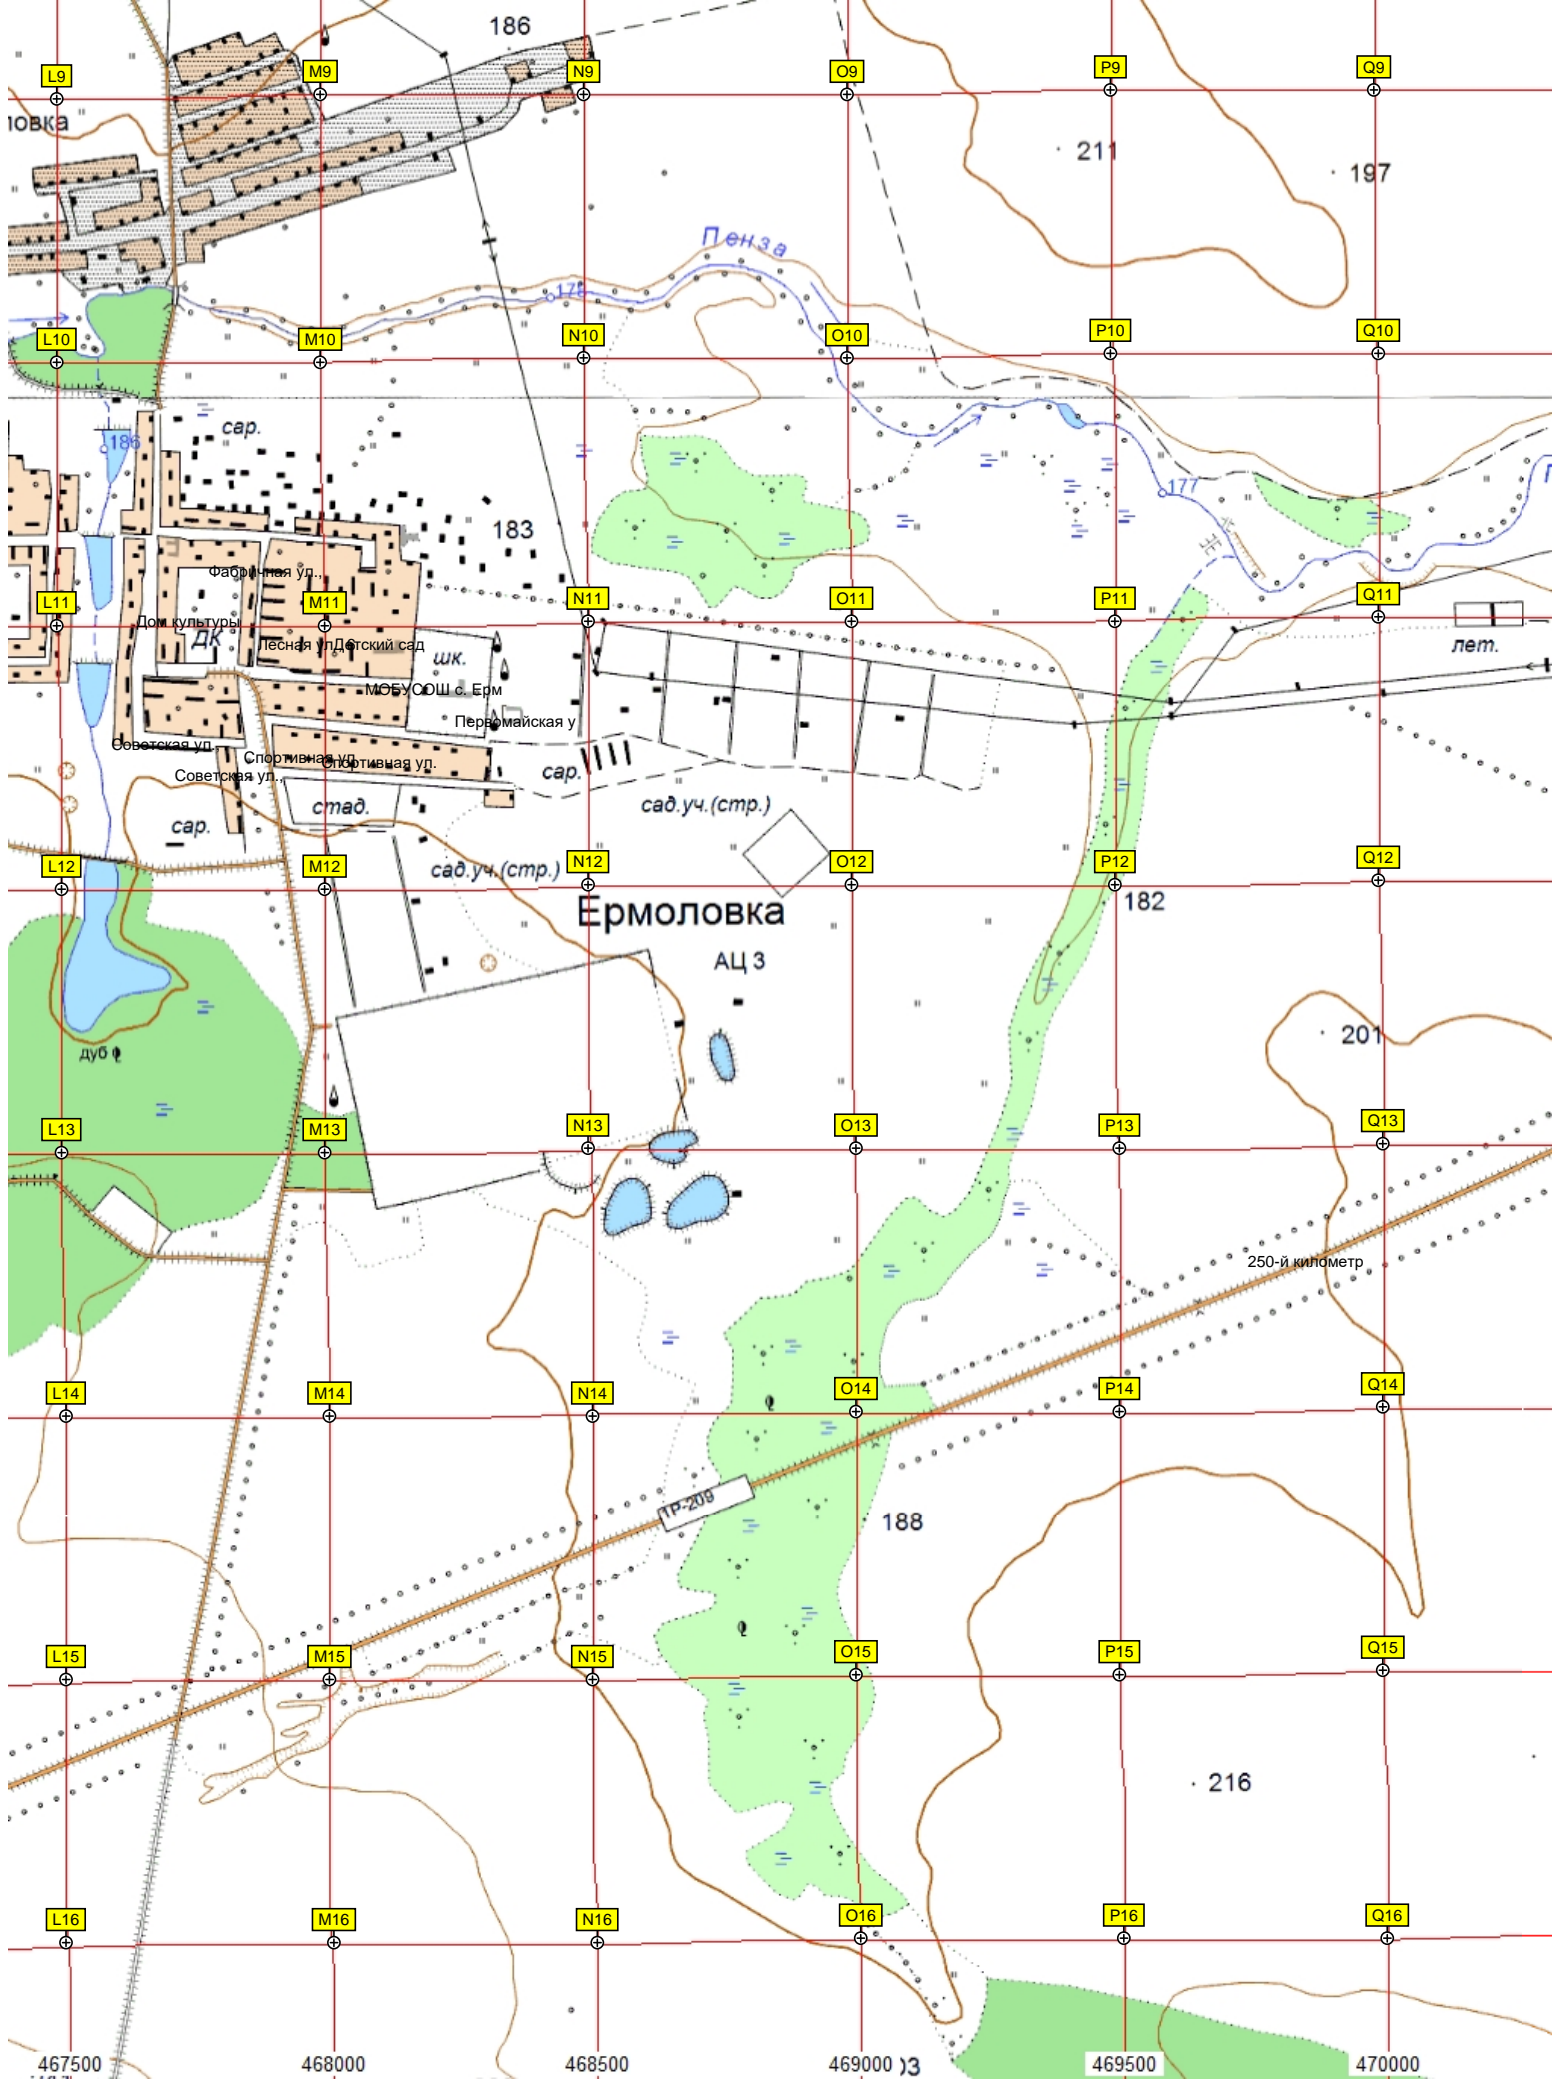 186
L9
M9
N9
O9
P9
Q9
ловка
211
197
Пенза
178
L10
M10
N10
O10
P10
Q10
сар.
186
183
177
Фабричная ул.,
L11
M11
N11
O11
P11
Q11
Дом культуры
ДК
Лесная ул.
Детский сад
шк.
лет.
МОБУСОШ с. Ерм
Первомайская у
Советская ул.,
Спортивная ул.
Спортивная ул.
Советская ул.,
сар.
стад.
сад.уч.(стр.)
сар.
сад.уч.(стр.)
L12
M12
N12
O12
P12
Q12
182
Ермоловка
АЦ 3
201
дуб
L13
M13
N13
O13
P13
Q13
250-й километр
L14
M14
N14
O14
P14
Q14
1Р-209
188
L15
M15
N15
O15
P15
Q15
216
L16
M16
N16
O16
P16
Q16
467500
468000
468500
469000
469500
470000